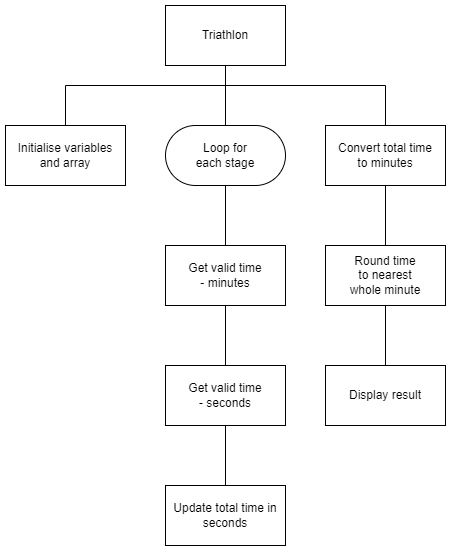 Triathlon
Initialise variables
and array
Loop for
each stage
Convert total time
to minutes
Get valid time
- minutes
Round time
to nearest
whole minute
Get valid time
- seconds
Display result
Update total time in
seconds